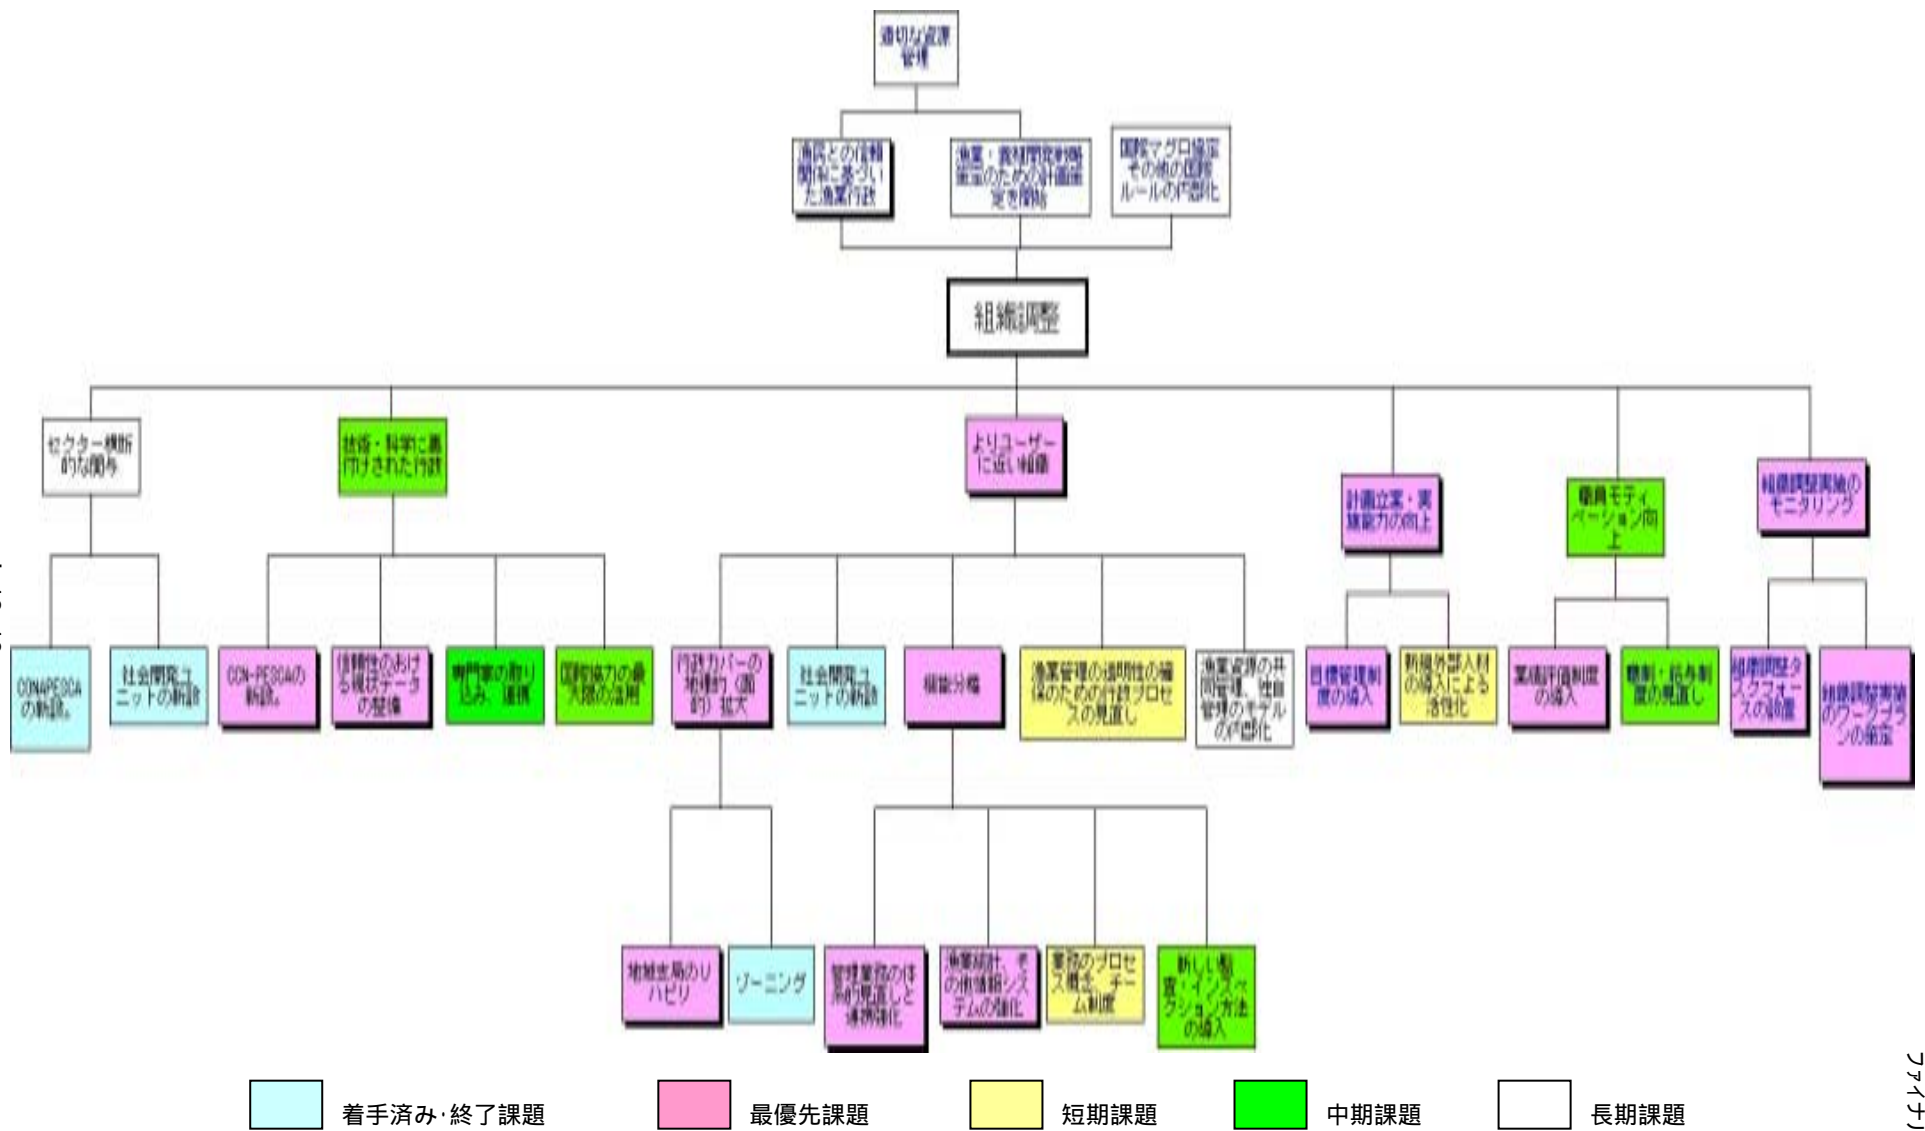 適切な資源
管理
漁民との信頼
関係に基づい
た漁業行政
漁業・養殖開発戦略
策定のための計画策
定を開始
国際マグロ協定
その他の国際
ルールの内部化
組織調整
セクター横断
的な関与
技術・科学に裏
付けされた行政
よりユーザー
に近い組織
計画立案・実
施能力の向上
職員モティ
ベーション向
上
組織調整実施の
モニタリング
CONAPESCA
の新設。
社会開発ユ
ニットの新設
CON-PESCAの
新設。
信頼性のおけ
る現状データ
の整備
専門家の取り
込み、連携
国際協力の最
大限の活用
行政カバーの
地理的（面
的）拡大
社会開発ユ
ニットの新設
機能分権
漁業管理の透明性の確
保のための行政プロセ
スの見直し
漁業資源の共
同管理、独自
管理のモデル
の内部化
目標管理制
度の導入
新規外部人材
の導入による
活性化
業績評価制度
の導入
職制・給与制
度の見直し
組織調整タ
スクフォー
スの設置
組織調整実施
のワークプラ
ンの策定
地域支局のリ
ハビリ
ゾーニング
管理業務の体
系的見直しと
連携強化
漁業統計、そ
の他情報シス
テムの強化
業務のプロセ
ス概念、チー
ム制度
新しい監
査・インスペ
クション方法
の導入
着手済み・終了課題
最優先課題
短期課題
中期課題
長期課題
ファイナ